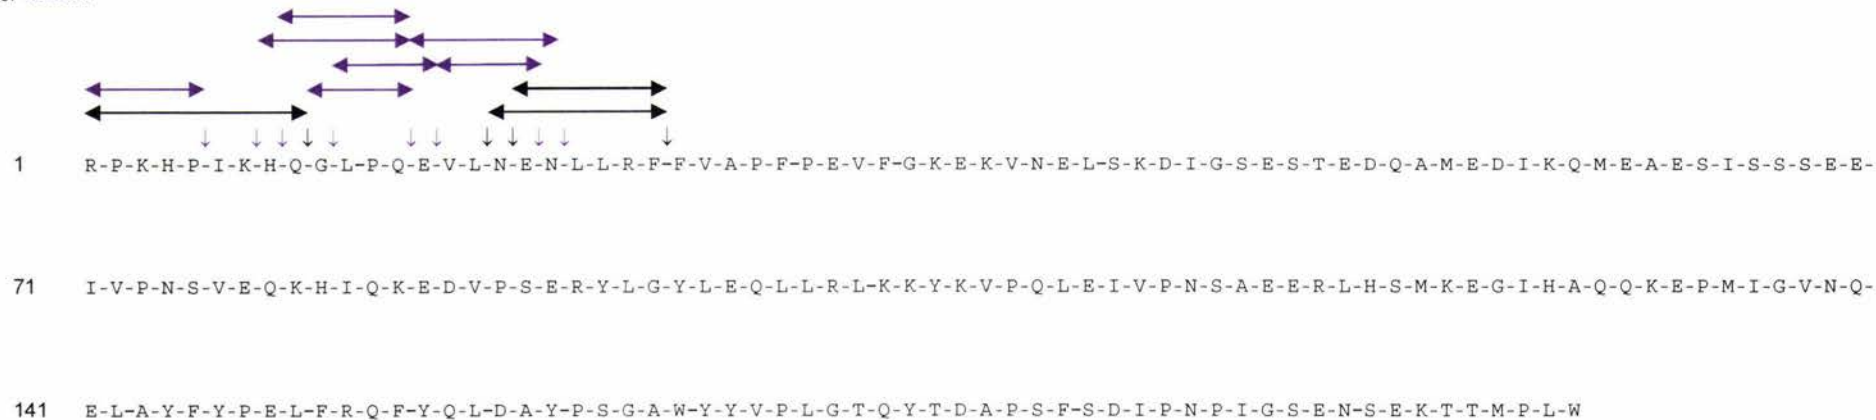 1 R-P-K-H-P-I-K-H-Q-G-L-P-Q-E-V-L-N-E-N-L-L-R-F-F-V-A-P-F-P-E-V-F-G-K-E-K-V-N-E-L-S-K-D-I-G-S-E-S-T-E-D-Q-A-M-E-D-I-K-Q-M-E-A-E-S-I-S-S-S-E-E-
71 I-V-P-N-S-V-E-Q-K-H-I-Q-K-E-D-V-P-S-E-R-Y-L-G-Y-L-E-Q-L-L-R-L-K-K-Y-K-V-P-Q-L-E-I-V-P-N-S-A-E-E-R-L-H-S-M-K-E-G-I-H-A-Q-Q-K-E-P-M-I-G-V-N-Q-
141 E-L-A-Y-F-Y-P-E-L-F-R-Q-F-Y-Q-L-D-A-Y-P-S-G-A-W-Y-Y-V-P-L-G-T-Q-Y-T-D-A-P-S-F-S-D-I-P-N-P-I-G-S-E-N-S-E-K-T-T-M-P-L-W